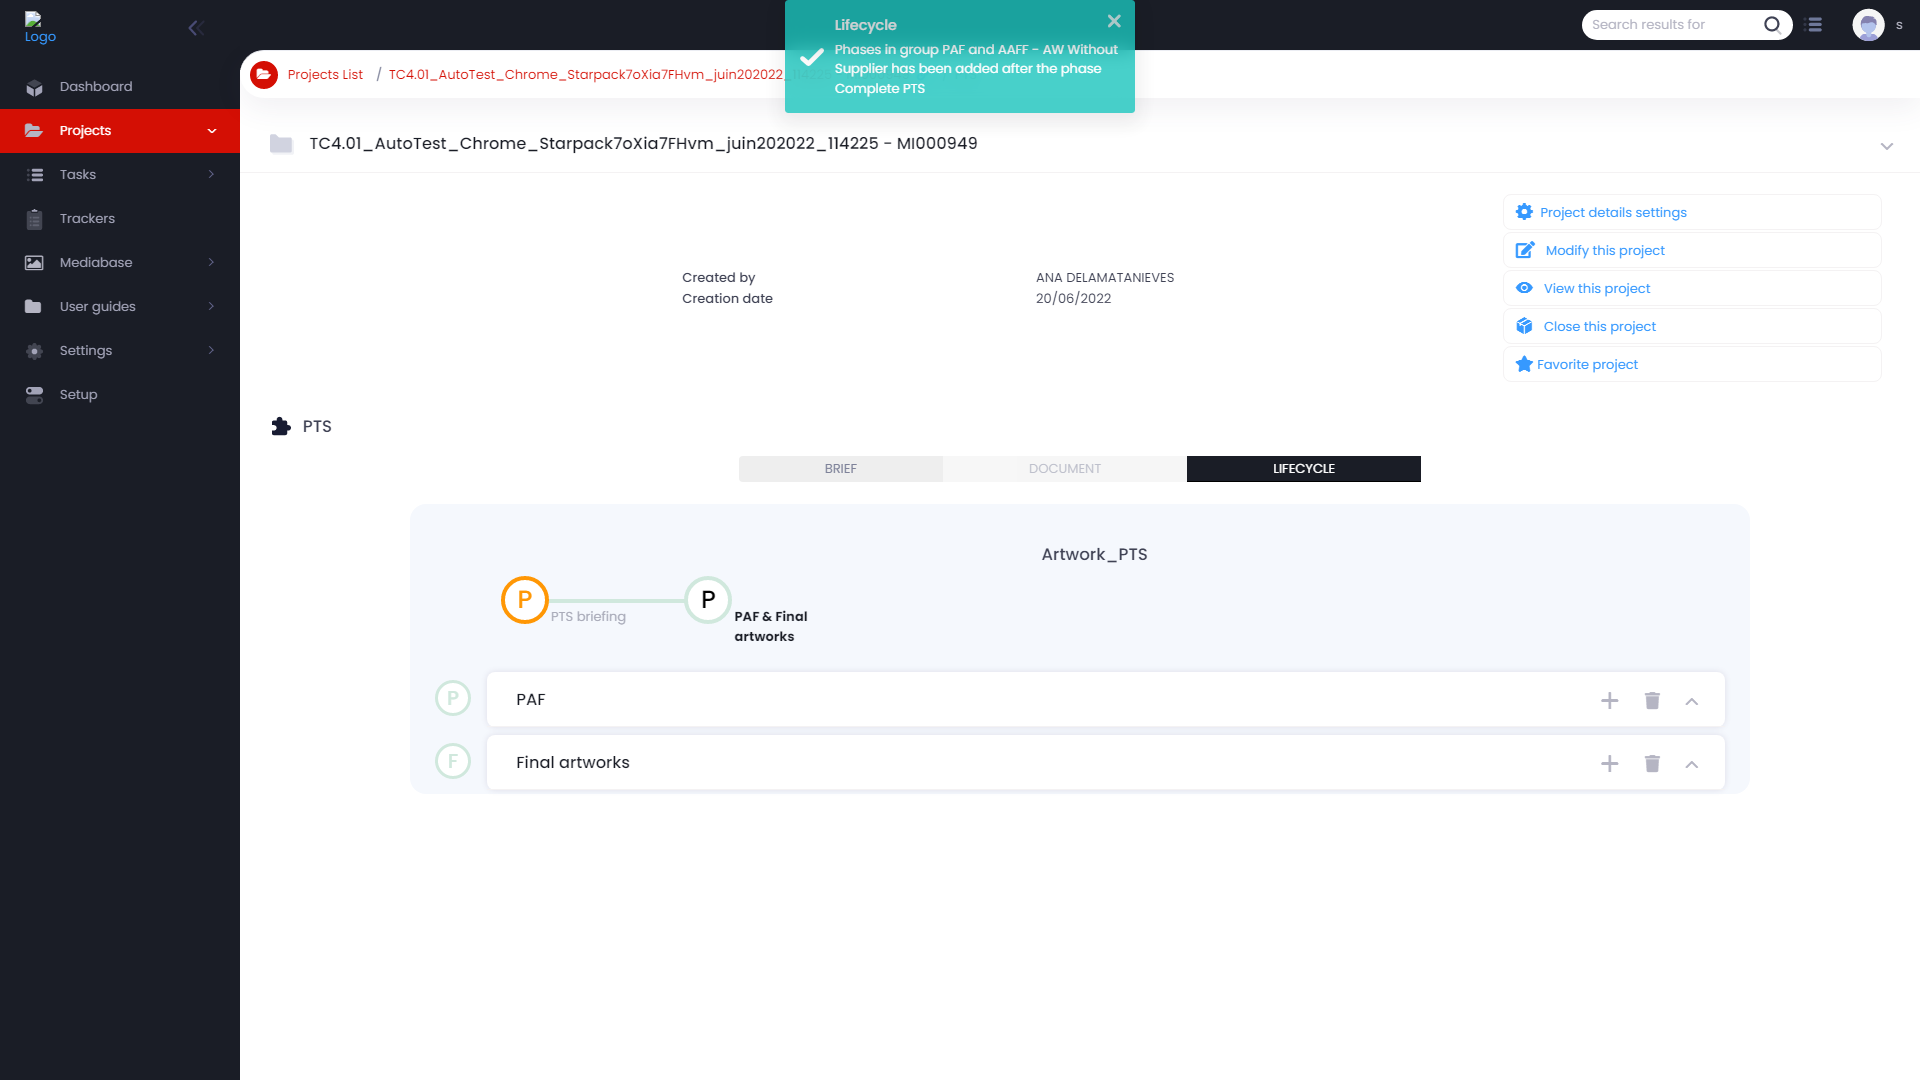 Logo
Lifecycle
Phases in group PAF and AAFF - AW Without
Supplier has been added after the phase
Complete PTS
Search results for
s
Projects List / TC4.01_AutoTest_Chrome_Starpack7oXia7FHvm_juin202022_114225
Dashboard
Projects
Tasks
Trackers
Mediabase
User guides
Settings
Setup
TC4.01_AutoTest_Chrome_Starpack7oXia7FHvm_juin202022_114225 - MI000949
Created by
ANA DELAMATANIEVES
Creation date
20/06/2022
Project details settings
Modify this project
View this project
Close this project
Favorite project
PTS
BRIEF
DOCUMENT
LIFECYCLE
Artwork_PTS
P
PTS briefing
P
PAF & Final
artworks
P
PAF
F
Final artworks